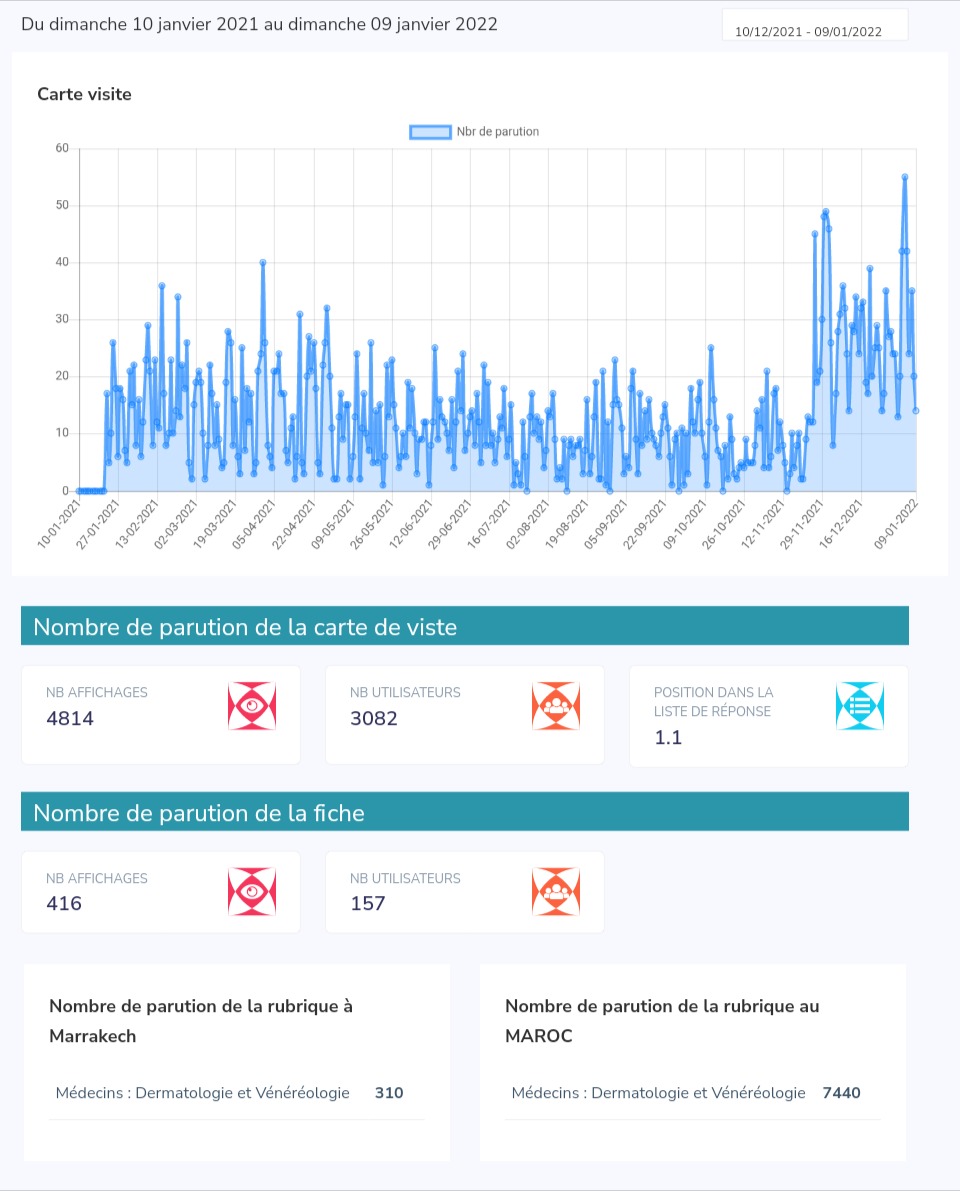 Du dimanche 10 janvier 2021 au dimanche 09 janvier 2022
10/12/2021 - 09/01/2022
Carte visite
Nbr de parution
60
50
40
30
20
10
0
10-01-2021
27-01-2021
13-02-2021
02-03-2021
19-03-2021
05-04-2021
22-04-2021
09-05-2021
26-05-2021
12-06-2021
29-06-2021
16-07-2021
02-08-2021
19-08-2021
05-09-2021
22-09-2021
09-10-2021
26-10-2021
12-11-2021
29-11-2021
16-12-2021
09-01-2022
Nombre de parution de la carte de viste
NB AFFICHAGES
4814
NB UTILISATEURS
3082
POSITION DANS LA
LISTE DE RÉPONSE
1.1
Nombre de parution de la fiche
NB AFFICHAGES
416
NB UTILISATEURS
157
Nombre de parution de la rubrique à
Marrakech
Médecins : Dermatologie et Vénéréologie 310
Nombre de parution de la rubrique au
MAROC
Médecins : Dermatologie et Vénéréologie 7440